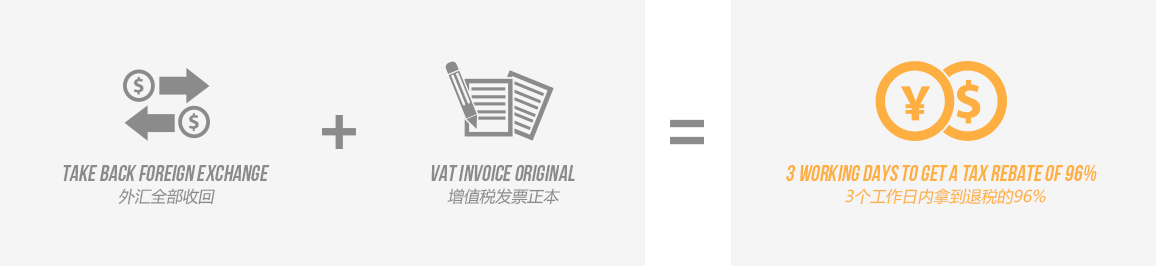 TAKE BACK FOREIGN EXCHANGE
外汇全部收回
+
VAT INVOICE ORIGINAL
增值税发票正本
=
3 WORKING DAYS TO GET A TAX REBATE OF 96%
3个工作日内拿到退税的96%